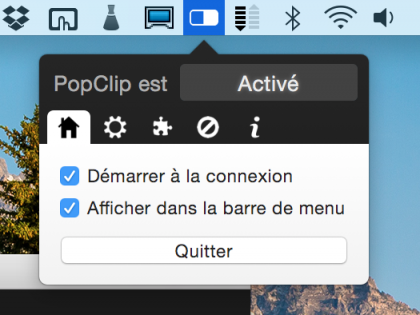 PopClip est Activé
Démarrer à la connexion
Afficher dans la barre de menu
Quitter